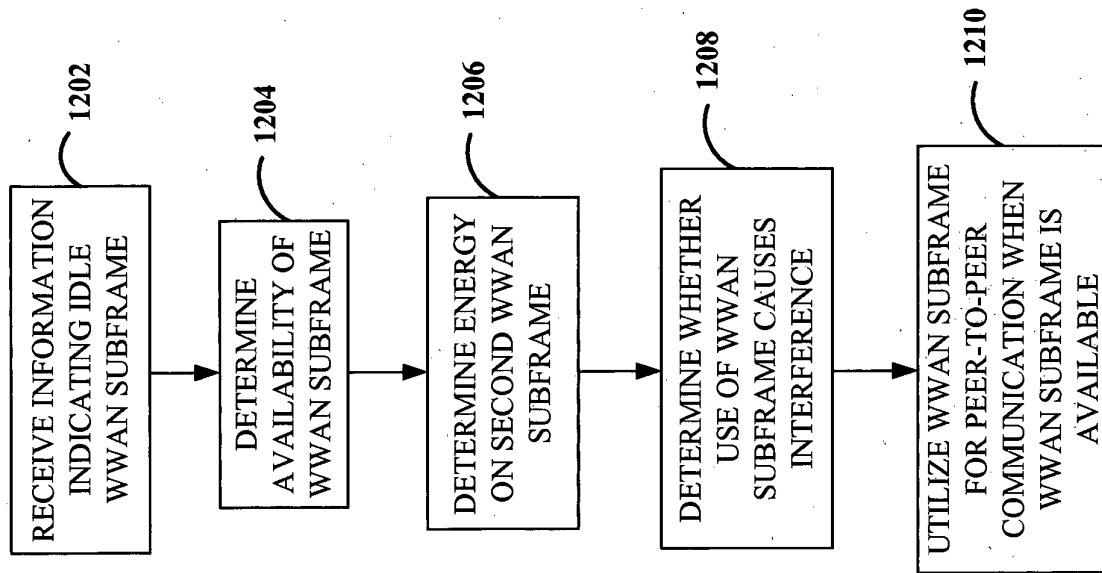 1202
RECEIVE INFORMATION
INDICATING IDLE
WWAN SUBFRAME
1204
DETERMINE
AVAILABILITY OF
WWAN SUBFRAME
1206
DETERMINE ENERGY
ON SECOND WWAN
SUBFRAME
1208
DETERMINE WHETHER
USE OF WWAN
SUBFRAME CAUSES
INTERFERENCE
1210
UTILIZE WWAN SUBFRAME
FOR PEER-TO-PEER
COMMUNICATION WHEN
WWAN SUBFRAME IS
AVAILABLE